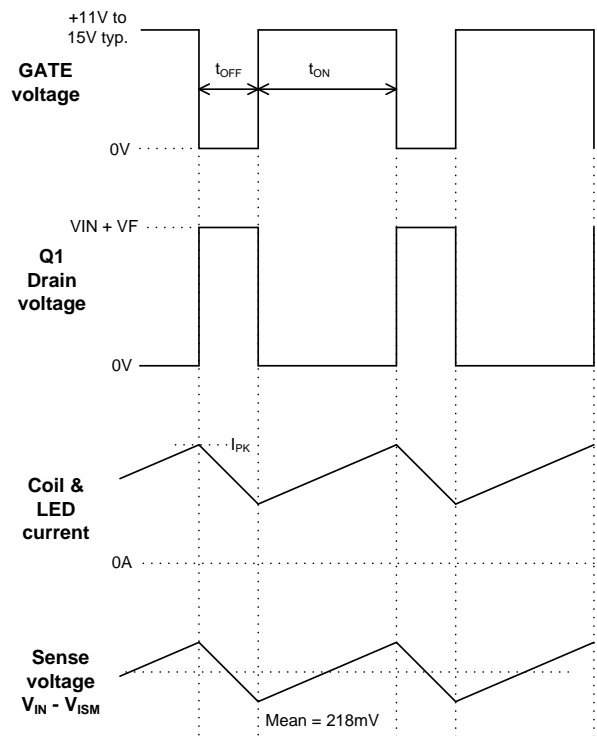 +11V to
15V typ.
GATE
voltage
tOFF
tON
0V
VIN + VF
Q1
Drain
voltage
0V
IPK
Coil &
LED
current
0A
Sense
voltage
VIN - VISM
Mean = 218mV